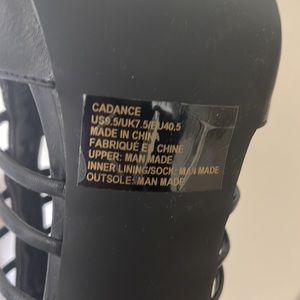 CADANCE
US9.5/UK7.5/EU40.5
MADE IN CHINA
FABRIQUÉ EN CHINE
UPPER: MAN MADE
INNER LINING/SOCK: MAN MADE
OUTSOLE: MAN MADE